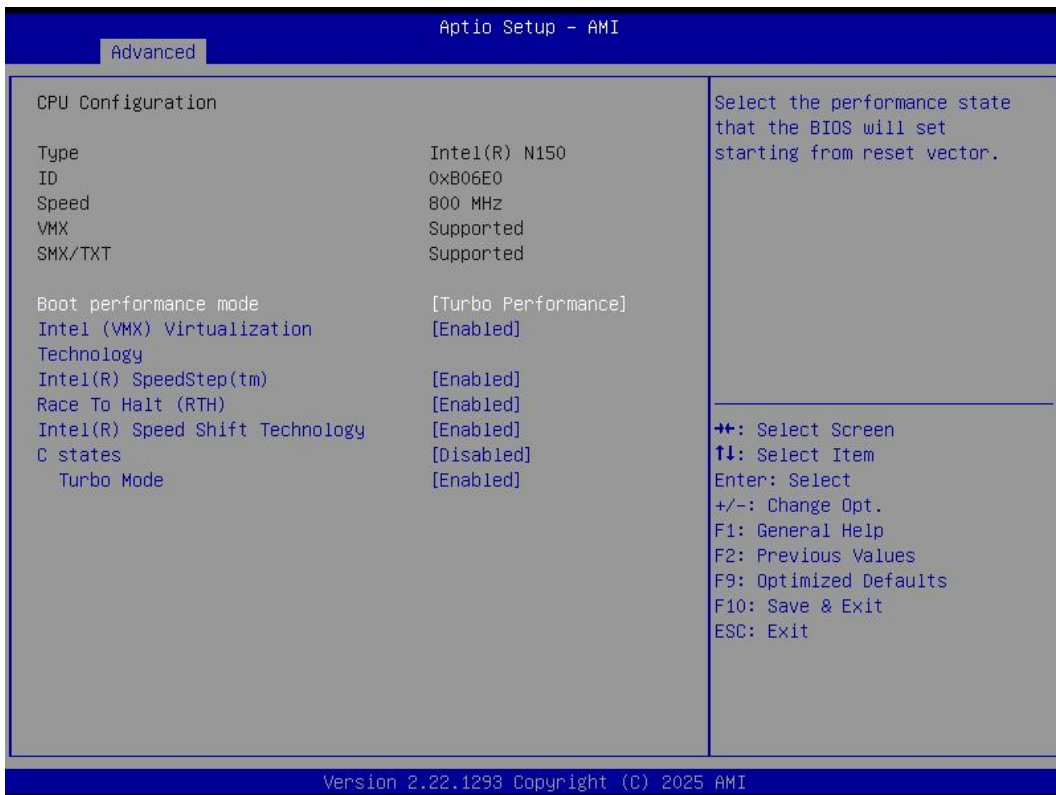 Aptio Setup – AMI
Advanced
CPU Configuration
Type Intel(R) N150
ID 0xB06E0
Speed 800 MHz
VMX Supported
SMX/TXT Supported
Boot performance mode [Turbo Performance]
Intel (VMX) Virtualization [Enabled]
Technology
Intel(R) SpeedStep(tm) [Enabled]
Race To Halt (RTH) [Enabled]
Intel(R) Speed Shift Technology [Enabled]
C states [Disabled]
Turbo Mode [Enabled]
Select the performance state
that the BIOS will set
starting from reset vector.
→←: Select Screen
↑↓: Select Item
Enter: Select
+/-: Change Opt.
F1: General Help
F2: Previous Values
F9: Optimized Defaults
F10: Save & Exit
ESC: Exit
Version 2.22.1293 Copyright (C) 2025 AMI